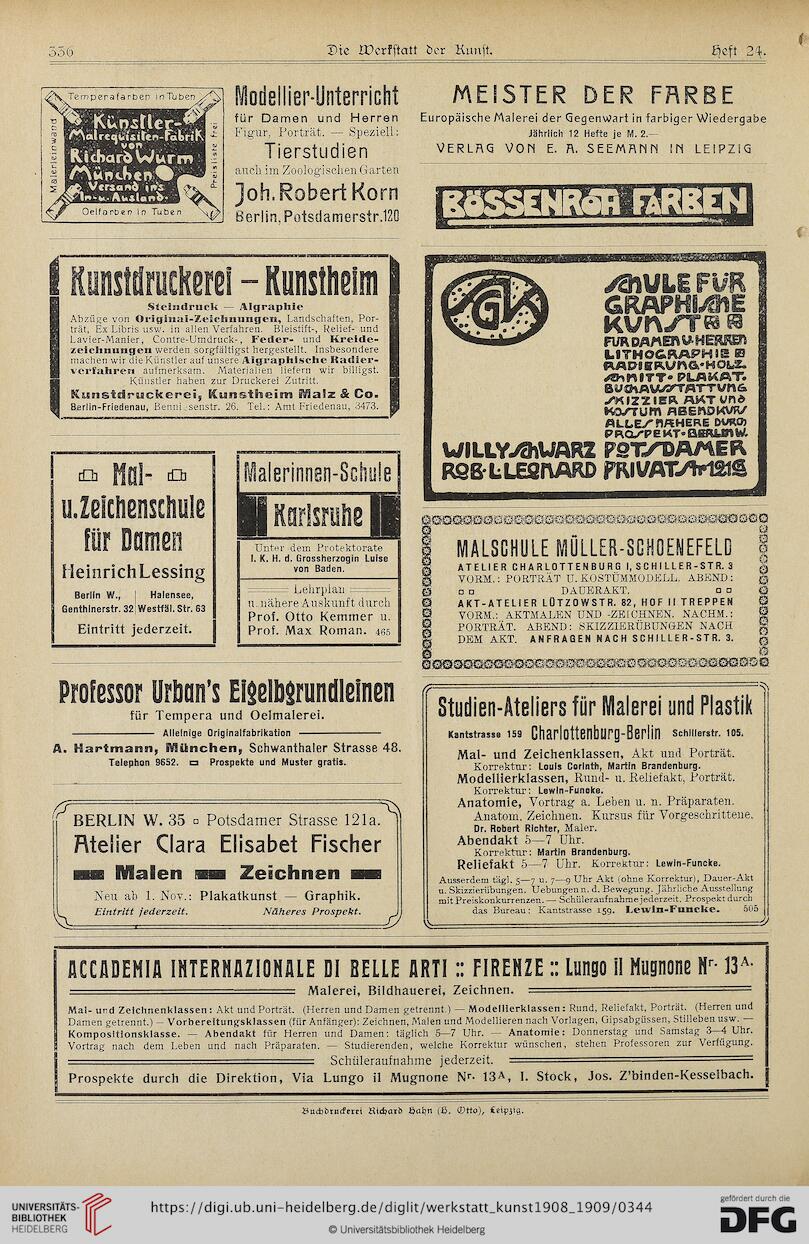 336
Die Werkstatt der Kunst.
Heft 24.
Temperafarben in Tuben
Malerleinwand
Künstler-
Malrequisiten-Fabrik
von
Richard Wurm
München
Versand ins
In- u. Ausland.
Preisliste frei
Oelfarben in Tuben
Modellier-Unterricht
für Damen und Herren
Figur, Porträt. — Speziell:
Tierstudien
auch im Zoologischen Garten
Joh. Robert Korn
Berlin, Potsdamerstr. 120
MEISTER DER FARBE
Europäische Malerei der Gegenwart in farbiger Wiedergabe
Jährlich 12 Hefte je M. 2.—
VERLAG VON E. A. SEEMANN IN LEIPZIG
BÖSSENROTH FARBEN
Kunstdruckerei – Kunstheim
Steindruck — Algraphie
Abzüge von Original-Zeichnungen, Landschaften, Por-
trät, Ex Libris usw. in allen Verfahren. Bleistift-, Relief- und
Lavier-Manier, Contre-Umdruck-, Feder- und Kreide-
zeichnungen werden sorgfältigst hergestellt. Insbesondere
machen wir die Künstler auf unsere Algraphische Radier-
verfahren aufmerksam. Materialien liefern wir billigst.
Künstler haben zur Druckerei Zutritt.
Kunstdruckerei, Kunstheim Malz & Co.
Berlin-Friedenau, Benni senstr. 26. Tel.: Amt Friedenau, 3473.
SGV
SCHULE FÜR
GRAPHISCHE
KUNST
FÜR DAMEN U. HERREN
LITHOGRAPHIE
RADIERUNG·HOLZ-
SCHNITT·PLAKAT·
BUCHAUSSTATTUNG
SKIZZIER AKT UND
KOSTUM ABENDKURS
ALLES NÆHERE DURCH
PROSPEKT·BERLIN W.
WILLY SCHWARZ POTSDAMER
ROB·L·LEONARD PRIVATSTR 121G
Mal-
u. Zeichenschule
für Damen
Heinrich Lessing
Berlin W., | Halensee,
Genthinerstr. 32 | Westfäl. Str. 63
Eintritt jederzeit.
Malerinnen-Schule
Karlsruhe
Unter dem Protektorate
I. K. H. d. Grossherzogin Luise
von Baden.
Lehrplan
u. nähere Auskunft durch
Prof. Otto Kemmer u.
Prof. Max Roman. 465
MALSCHULE MÜLLER-SCHOENEFELD
ATELIER CHARLOTTENBURG I, SCHILLER-STR. 3
VORM.: PORTRÄT U. KOSTÜMMODELL. ABEND:
DAUERAKT.
AKT-ATELIER LÜTZOWSTR. 82, HOF II TREPPEN
VORM.: AKTMALEN UND -ZEICHNEN. NACHM.:
PORTRÄT. ABEND: SKIZZIERÜBUNGEN NACH
DEM AKT. ANFRAGEN NACH SCHILLER-STR. 3.
Professor Urban's Eigelbgrundleinen
für Tempera und Oelmalerei.
Alleinige Originalfabrikation
A. Hartmann, München, Schwanthaler Strasse 48.
Telephon 9652. Prospekte und Muster gratis.
Studien-Ateliers für Malerei und Plastik
Kantstrasse 159 Charlottenburg-Berlin Schillerstr. 105.
Mal- und Zeichenklassen, Akt und Porträt.
Korrektur: Louis Corinth, Martin Brandenburg.
Modellierklassen, Rund- u. Reliefakt, Porträt.
Korrektur: Lewin-Funcke.
Anatomie, Vortrag a. Leben u. n. Präparaten.
Anatom. Zeichnen. Kursus für Vorgeschrittene.
Dr. Robert Richter, Maler.
Abendakt 5—7 Uhr.
Korrektur: Martin Brandenburg.
Reliefakt 5—7 Uhr. Korrektur: Lewin-Funcke.
Ausserdem tägl. 5—7 u. 7—9 Uhr Akt (ohne Korrektur), Dauer-Akt
u. Skizzierübungen. Uebungen n. d. Bewegung. Jährliche Ausstellung
mit Preiskonkurrenzen. — Schüleraufnahme jederzeit. Prospekt durch
das Bureau: Kantstrasse 159. Lewin-Funcke. 505
BERLIN W. 35 Potsdamer Strasse 121a.
Atelier Clara Elisabet Fischer
Malen Zeichnen
Neu ab 1. Nov.: Plakatkunst — Graphik.
Eintritt jederzeit. Näheres Prospekt.
ACCADEMIA INTERNAZIONALE DI BELLE ARTI :: FIRENZE :: Lungo il Mugnone Nr. 13A.
Malerei, Bildhauerei, Zeichnen.
Mal- und Zeichenklassen: Akt und Porträt. (Herren und Damen getrennt.) — Modellierklassen: Rund, Reliefakt, Porträt. (Herren und
Damen getrennt.) — Vorbereitungsklassen (für Anfänger): Zeichnen, Malen und Modellieren nach Vorlagen, Gipsabgüssen, Stilleben usw. —
Kompositionsklasse. — Abendakt für Herren und Damen: täglich 5—7 Uhr. — Anatomie: Donnerstag und Samstag 3—4 Uhr.
Vortrag nach dem Leben und nach Präparaten. — Studierenden, welche Korrektur wünschen, stehen Professoren zur Verfügung.
Schüleraufnahme jederzeit.
Prospekte durch die Direktion, Via Lungo il Mugnone Nr. 13A, I. Stock, Jos. Z'binden-Kesselbach.
Buchdruckerei Richard Hahn (H. Otto), Leipzig.
UNIVERSITÄTS-
BIBLIOTHEK
HEIDELBERG
https://digi.ub.uni-heidelberg.de/diglit/werkstatt_kunst1908_1909/0344
© Universitätsbibliothek Heidelberg
gefördert durch die
DFG